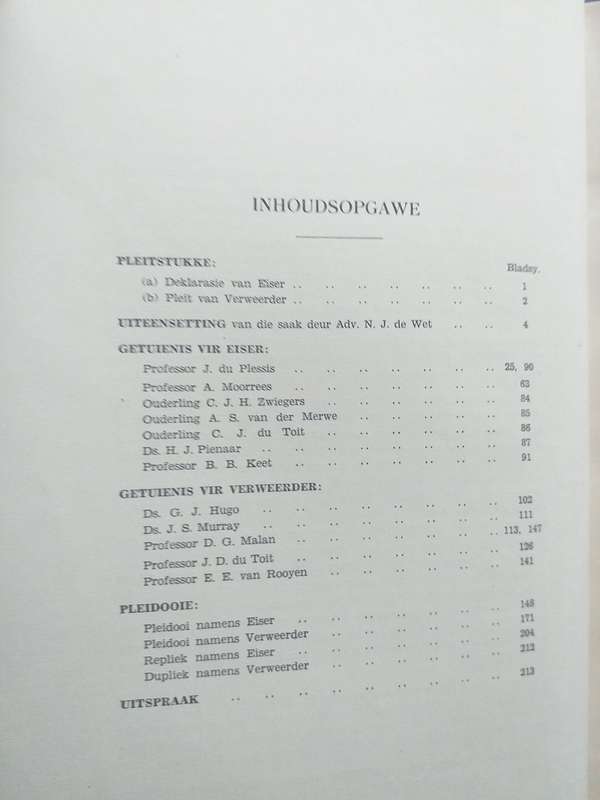 INHOUDSOPGAWE
PLEITSTUKKE: Bladsy.
(a) Deklarasie van Eiser .. .. .. .. .. .. .. 1
(b) Pleit van Verweerder .. .. .. .. .. .. 2
UITEENSETTING van die saak deur Adv. N. J. de Wet .. .. 4
GETUIENIS VIR EISER:
Professor J. du Plessis .. .. .. .. .. .. .. 25, 90
Professor A. Moorrees .. .. .. .. .. .. .. 63
Ouderling C. J. H. Zwiegers .. .. .. .. .. .. 84
Ouderling A. S. van der Merwe .. .. .. .. .. 85
Ouderling C. J. du Toit .. .. .. .. .. .. 86
Ds. H. J. Pienaar .. .. .. .. .. .. .. .. 87
Professor B. B. Keet .. .. .. .. .. .. .. 91
GETUIENIS VIR VERWEERDER:
Ds. G. J. Hugo .. .. .. .. .. .. .. .. 102
Ds. J. S. Murray .. .. .. .. .. .. .. .. 111
Professor D. G. Malan .. .. .. .. .. .. .. 113, 147
Professor J. D. du Toit .. .. .. .. .. .. .. 126
Professor E. E. van Rooyen .. .. .. .. .. .. 141
PLEIDOOIE:
Pleidooi namens Eiser .. .. .. .. .. .. .. 148
Pleidooi namens Verweerder .. .. .. .. .. .. 171
Repliek namens Eiser .. .. .. .. .. .. .. 204
Dupliek namens Verweerder .. .. .. .. .. .. 212
UITSPRAAK .. .. .. .. .. .. .. .. .. 213